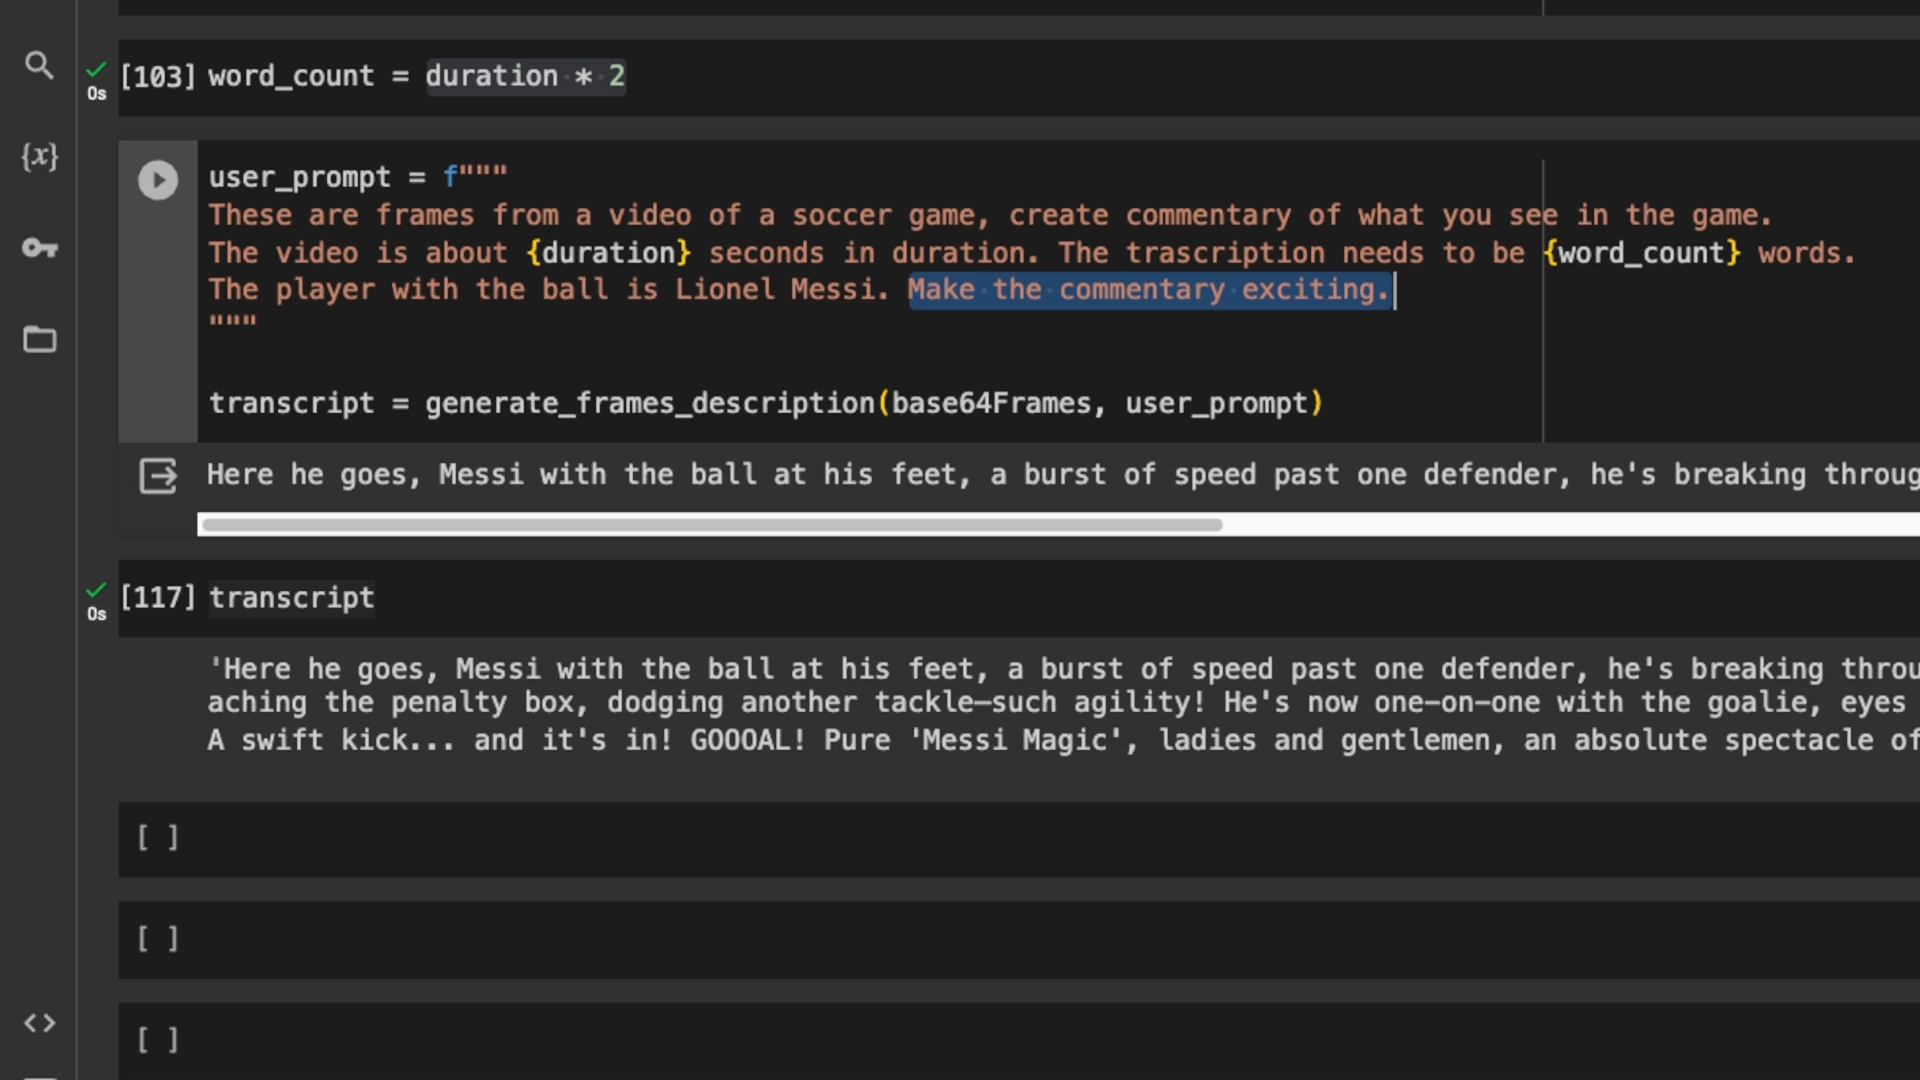 [103] word_count = duration * 2
0s
{x}
user_prompt = f"""
These are frames from a video of a soccer game, create commentary of what you see in the game.
The video is about {duration} seconds in duration. The trascription needs to be {word_count} words.
The player with the ball is Lionel Messi. Make the commentary exciting.
"""
transcript = generate_frames_description(base64Frames, user_prompt)
Here he goes, Messi with the ball at his feet, a burst of speed past one defender, he's breaking throug
[117] transcript
0s
'Here he goes, Messi with the ball at his feet, a burst of speed past one defender, he's breaking throu
aching the penalty box, dodging another tackle—such agility! He's now one-on-one with the goalie, eyes
A swift kick... and it's in! GOOOAL! Pure 'Messi Magic', ladies and gentlemen, an absolute spectacle of
[ ]
[ ]
<>
[ ]